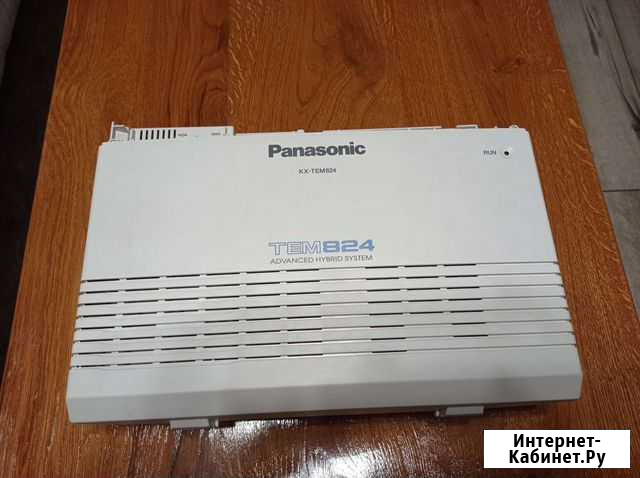 Panasonic
KX-TEM824
RUN
TEM824
ADVANCED HYBRID SYSTEM
Интернет-
Кабинет.Ру